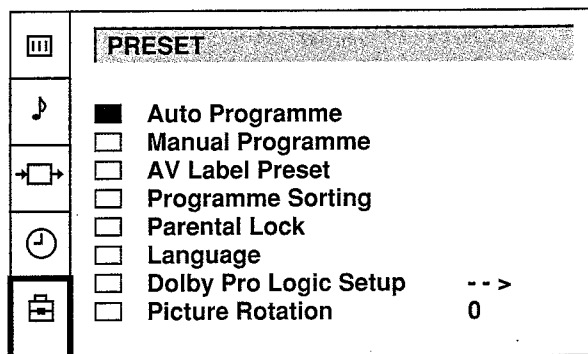 PRESET
Auto Programme
Manual Programme
AV Label Preset
Programme Sorting
Parental Lock
Language
Dolby Pro Logic Setup - - >
Picture Rotation 0